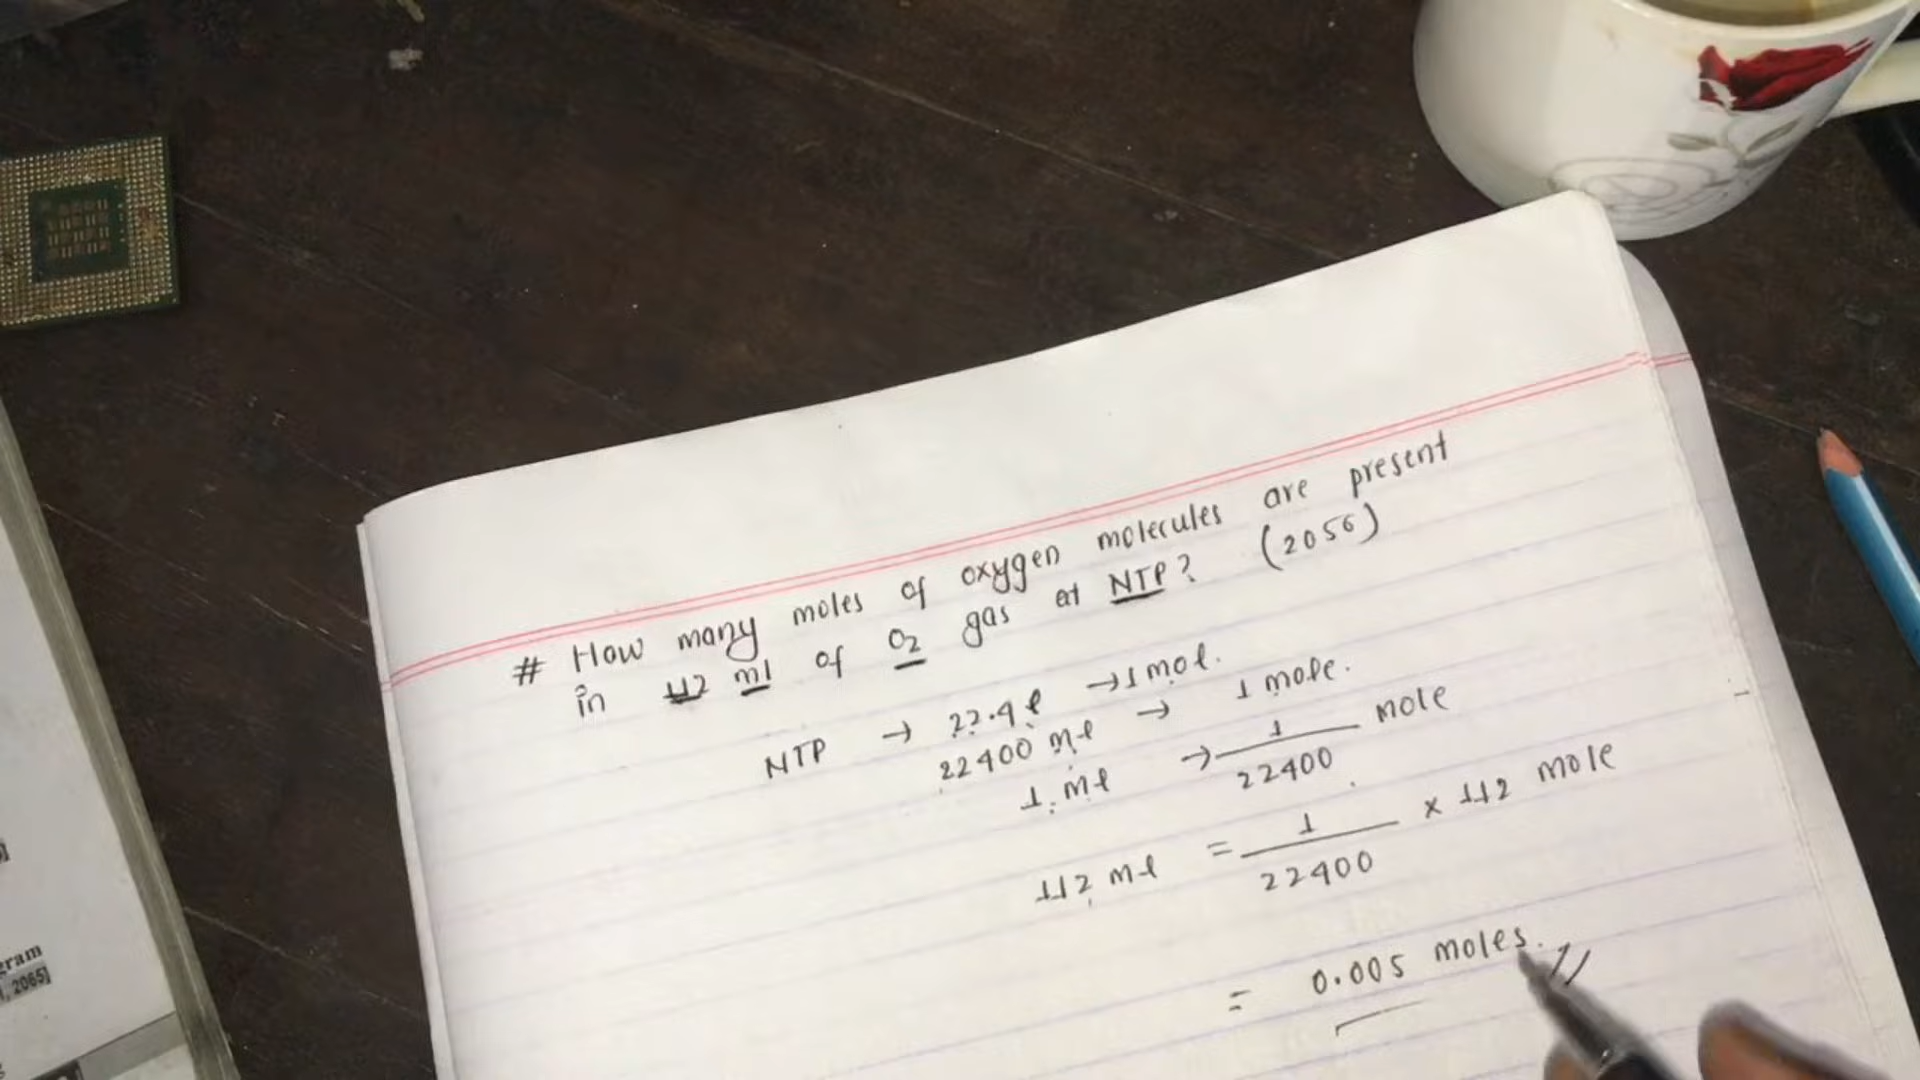 # How many moles of oxygen molecules are present
in 112 ml of O2 gas at NTP? (2056)
NTP → 22.4 l → 1 mol.
22400 ml → 1 mole.
1 ml → 1/22400 mole
112 ml = 1/22400 x 112 mole
= 0.005 moles.
gram
, 2065]